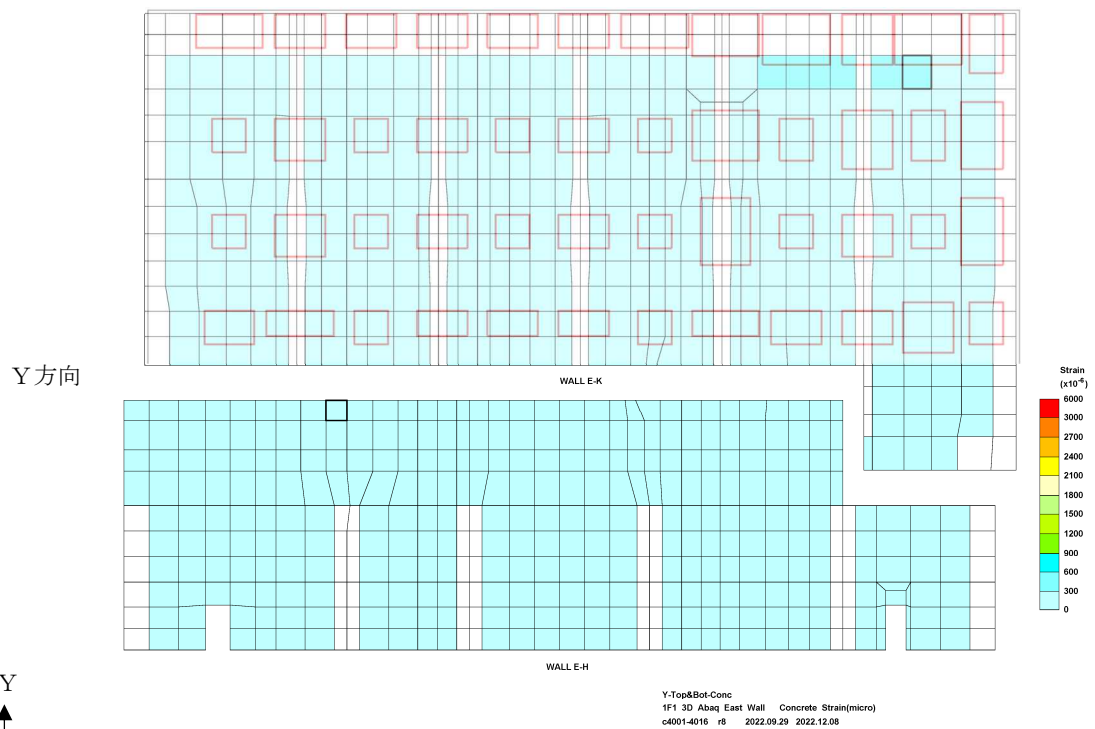 Y方向
WALL E-K
Strain
(x10⁻⁶)
6000
3000
2700
2400
2100
1800
1500
1200
900
600
300
0
WALL E-H
Y
Y-Top&Bot-Conc
1F1 3D Abaq East Wall Concrete Strain(micro)
c4001-4016 r8 2022.09.29 2022.12.08